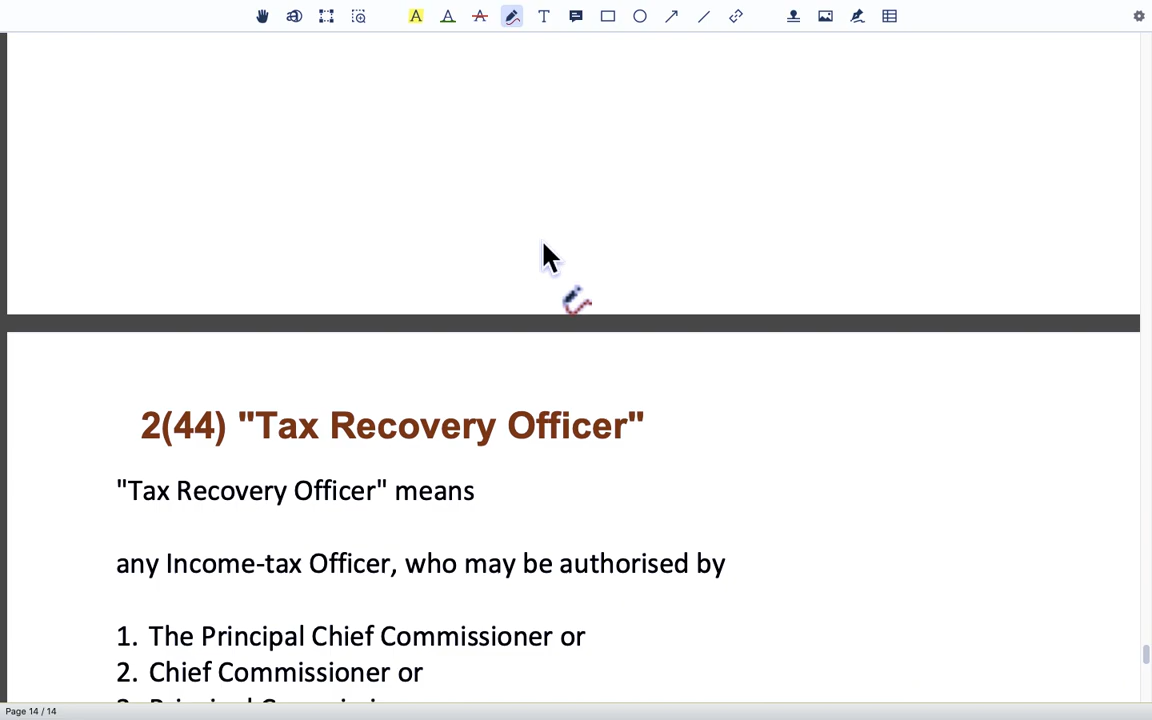 2(44) "Tax Recovery Officer"
"Tax Recovery Officer" means
any Income-tax Officer, who may be authorised by
1. The Principal Chief Commissioner or
2. Chief Commissioner or
Page 14 / 14